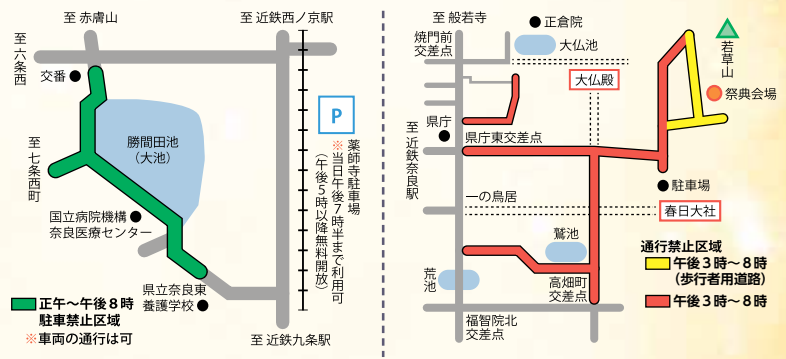 至 赤膚山
至 近鉄西ノ京駅
至 六条西
交番
勝間田池
（大池）
至 七条西町
国立病院機構
奈良医療センター
県立奈良東
養護学校
正午～午後８時
駐車禁止区域
※車両の通行は可
P
薬師寺駐車場
※当日午後７時半まで利用可
（午後５時以降無料開放）
至 近鉄九条駅
至 般若寺
正倉院
焼門前
交差点
大仏池
大仏殿
若草山
祭典会場
県庁
県庁東交差点
至 近鉄奈良駅
駐車場
一の鳥居
春日大社
鷲池
荒池
高畑町
交差点
福智院北
交差点
通行禁止区域
午後３時～８時
（歩行者用道路）
午後３時～８時